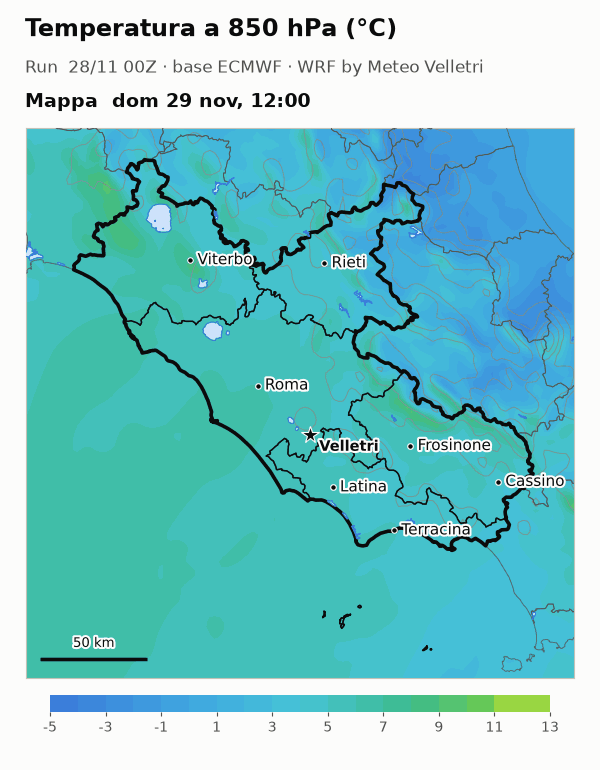 Temperatura a 850 hPa (°C)
Run  28/11 00Z · base ECMWF · WRF by Meteo Velletri
Mappa  dom 29 nov, 12:00
Viterbo
Rieti
Roma
Velletri
Frosinone
Cassino
Latina
Terracina
50 km
-5 -3 -1 1 3 5 7 9 11 13